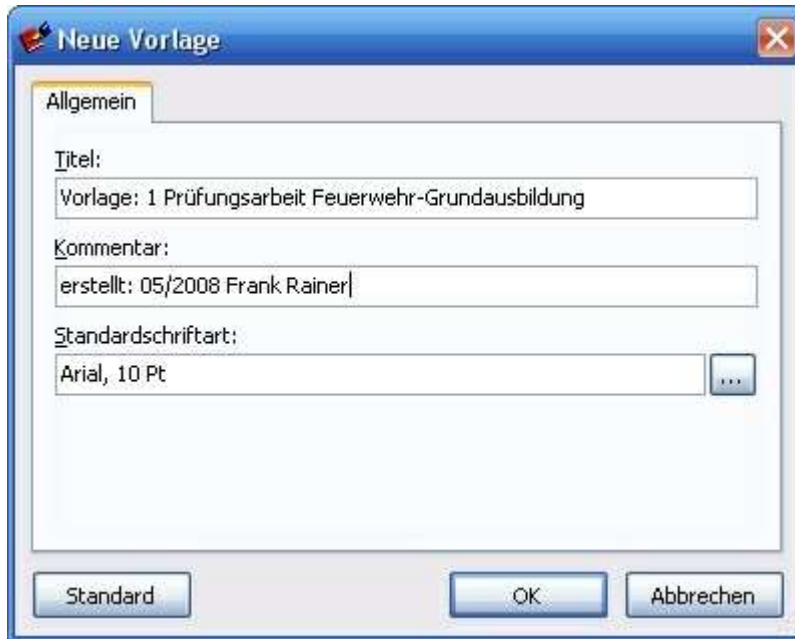 Neue Vorlage
Allgemein
Titel:
Vorlage: 1 Prüfungsarbeit Feuerwehr-Grundausbildung
Kommentar:
erstellt: 05/2008 Frank Rainer
Standardschriftart:
Arial, 10 Pt
...
Standard OK Abbrechen